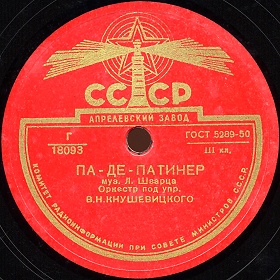 СССР
АПРЕЛЕВСКИЙ ЗАВОД
Г
18093
ГОСТ 5289-50
III кл.
ПА-ДЕ-ПАТИНЕР
муз. Л. Шварца
Оркестр под упр.
В.Н.КНУШЕВИЦКОГО
КОМИТЕТ РАДИОИНФОРМАЦИИ ПРИ СОВЕТЕ МИНИСТРОВ СССР.